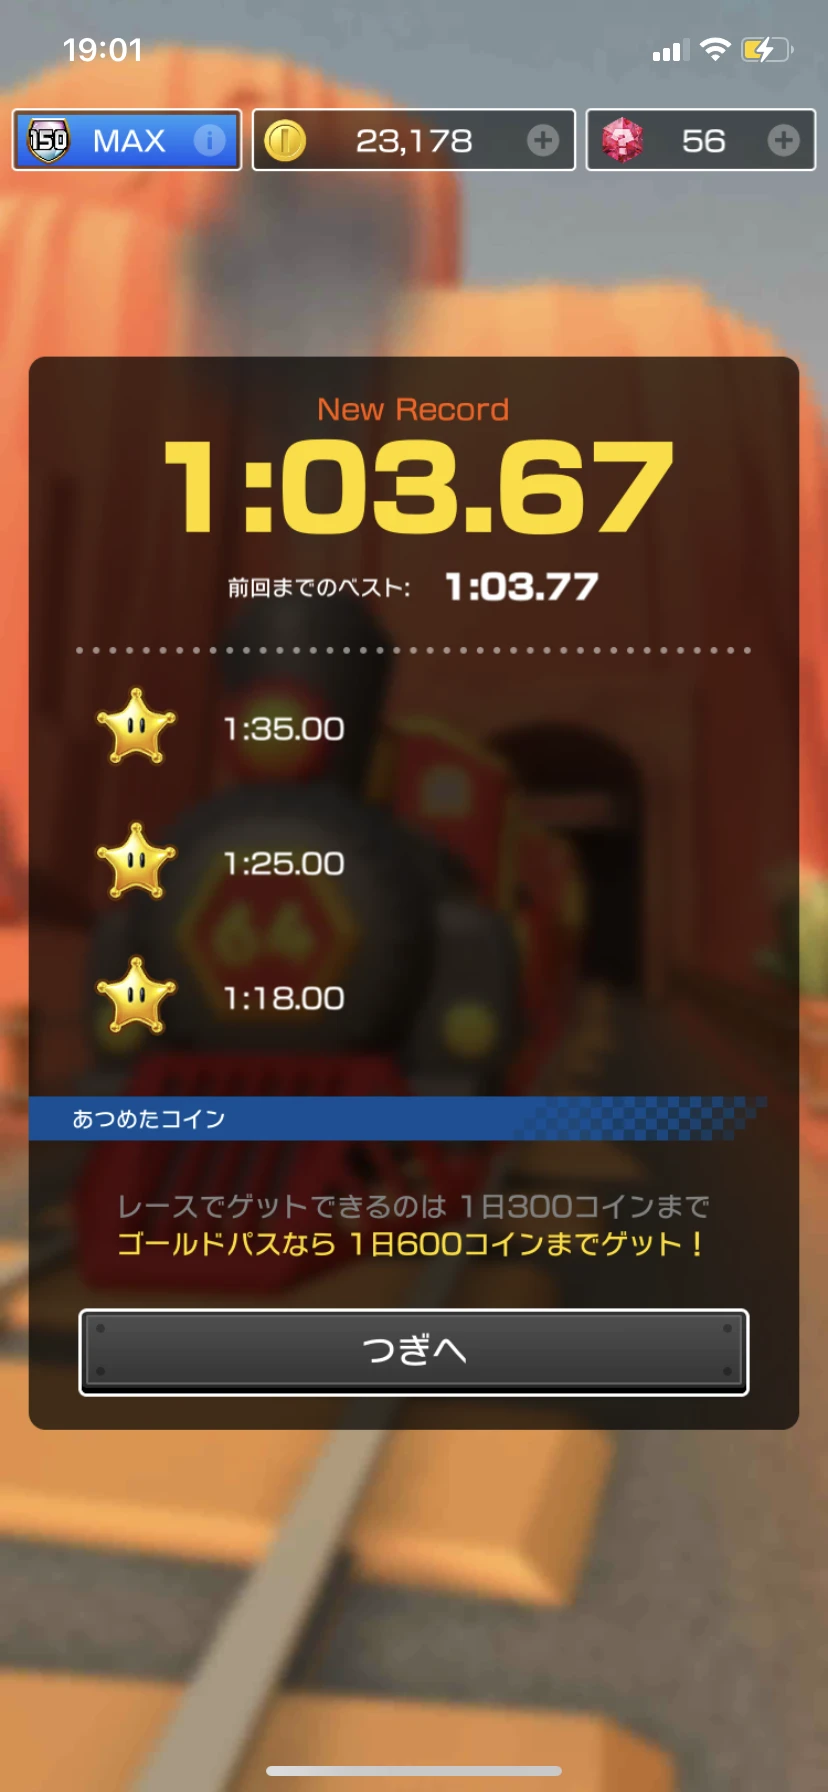 19:01
150 MAX i 23,178 + ? 56 +
New Record
1:03.67
前回までのベスト: 1:03.77
1:35.00
1:25.00
64
1:18.00
あつめたコイン
レースでゲットできるのは 1日300コインまで
ゴールドパスなら 1日600コインまでゲット！
つぎへ